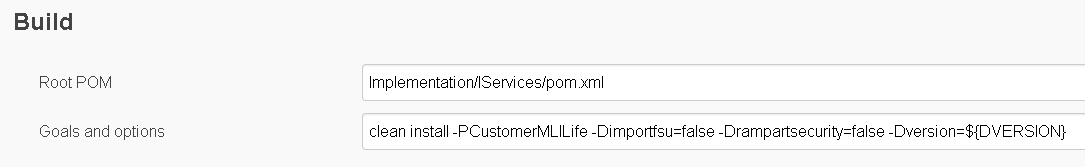 Build
Root POM Implementation/IServices/pom.xml
Goals and options clean install -PCustomerMLILife -Dimportfsu=false -Drampartsecurity=false -Dversion=${DVERSION}